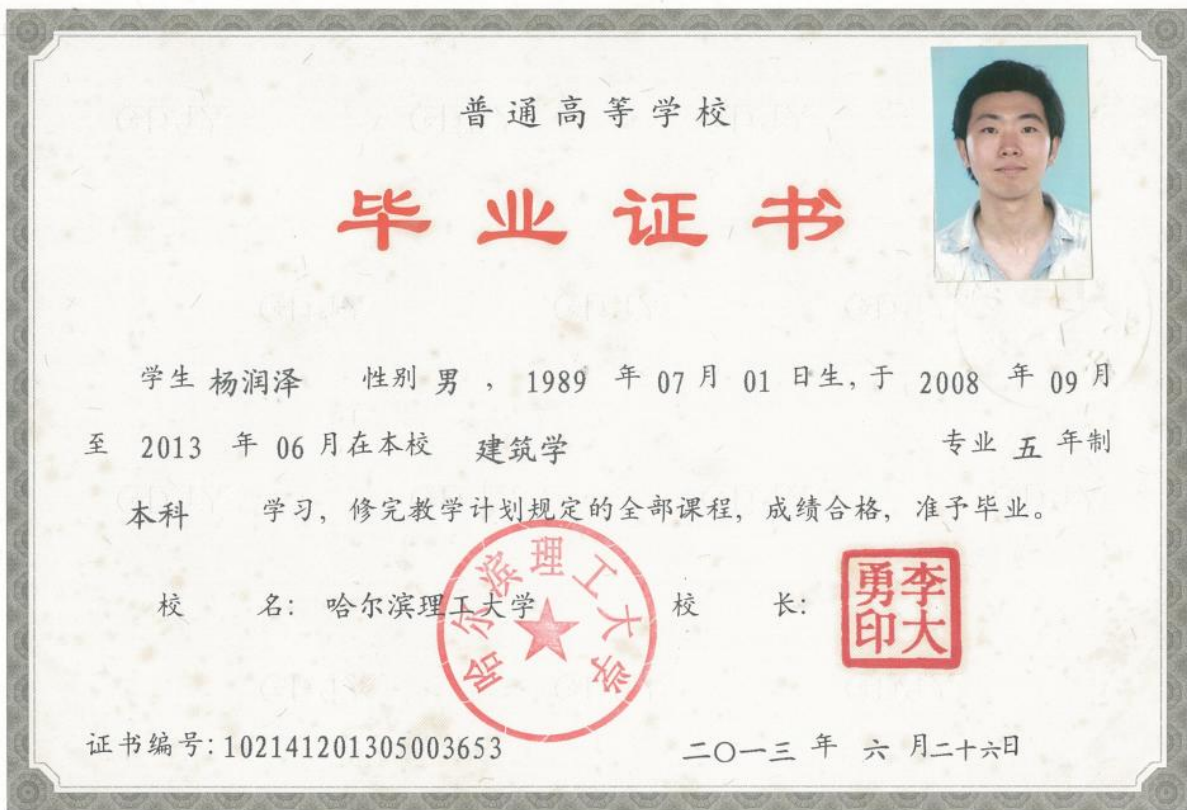 普通高等学校
毕业证书
学生 杨润泽 性别 男 , 1989 年 07 月 01 日生, 于 2008 年 09 月
至 2013 年 06 月在本校 建筑学 专业 五 年制
本科 学习, 修完教学计划规定的全部课程, 成绩合格, 准予毕业。
校 名: 哈尔滨理工大学 校 长:
哈尔滨理工大学
李大勇印
证书编号: 102141201305003653 二〇一三 年 六 月二十六日